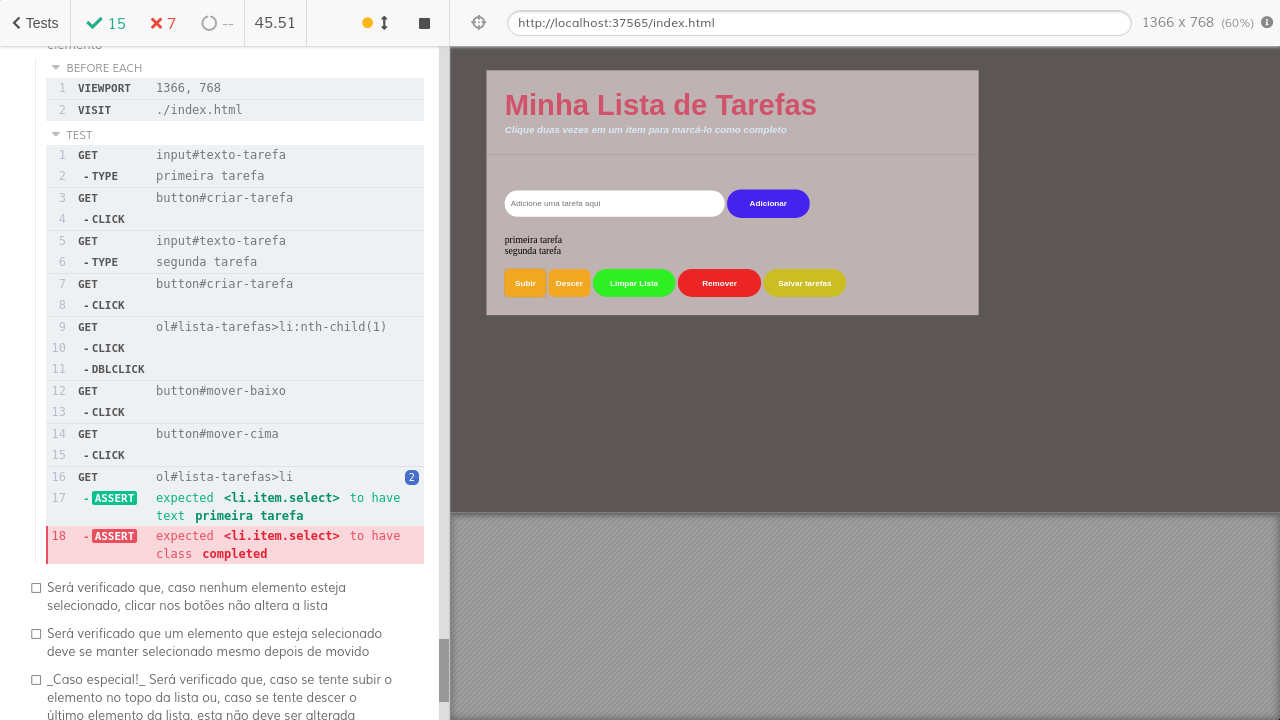 Tests
15
7
--
45.51
http://localhost:37565/index.html
1366 x 768 (60%)
elemento
BEFORE EACH
1 VIEWPORT 1366, 768
2 VISIT ./index.html
TEST
1 GET input#texto-tarefa
2 -TYPE primeira tarefa
3 GET button#criar-tarefa
4 -CLICK
5 GET input#texto-tarefa
6 -TYPE segunda tarefa
7 GET button#criar-tarefa
8 -CLICK
9 GET ol#lista-tarefas>li:nth-child(1)
10 -CLICK
11 -DBLCLICK
12 GET button#mover-baixo
13 -CLICK
14 GET button#mover-cima
15 -CLICK
16 GET ol#lista-tarefas>li 2
17 -ASSERT expected <li.item.select> to have
text primeira tarefa
18 -ASSERT expected <li.item.select> to have
class completed
Será verificado que, caso nenhum elemento esteja
selecionado, clicar nos botões não altera a lista
Será verificado que um elemento que esteja selecionado
deve se manter selecionado mesmo depois de movido
_Caso especial!_ Será verificado que, caso se tente subir o
elemento no topo da lista ou, caso se tente descer o
último elemento da lista, esta não deve ser alterada
Minha Lista de Tarefas
Clique duas vezes em um item para marcá-lo como completo
Adicione uma tarefa aqui
Adicionar
primeira tarefa
segunda tarefa
Subir Descer Limpar Lista Remover Salvar tarefas